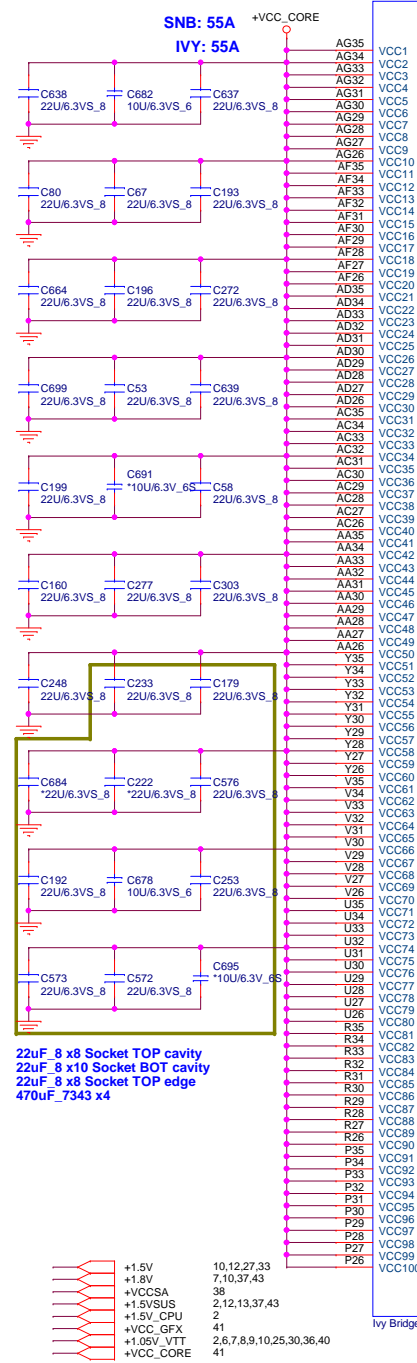 SNB: 55A
IVY: 55A
+VCC_CORE
C638 C682 C637
22U/6.3VS_8 10U/6.3VS_6 22U/6.3VS_8
C80 C67 C193
22U/6.3VS_8 22U/6.3VS_8 22U/6.3VS_8
C664 C196 C272
22U/6.3VS_8 22U/6.3VS_8 22U/6.3VS_8
C699 C53 C639
22U/6.3VS_8 22U/6.3VS_8 22U/6.3VS_8
C199 C691 C58
22U/6.3VS_8 *10U/6.3V_6S 22U/6.3VS_8
C160 C277 C303
22U/6.3VS_8 22U/6.3VS_8 22U/6.3VS_8
C248 C233 C179
22U/6.3VS_8 22U/6.3VS_8 22U/6.3VS_8
C684 C222 C576
*22U/6.3VS_8 *22U/6.3VS_8 22U/6.3VS_8
C192 C678 C253
22U/6.3VS_8 10U/6.3VS_6 22U/6.3VS_8
C573 C572 C695
22U/6.3VS_8 22U/6.3VS_8 *10U/6.3V_6S
22uF_8 x8 Socket TOP cavity
22uF_8 x10 Socket BOT cavity
22uF_8 x8 Socket TOP edge
470uF_7343 x4
AG35 VCC1
AG34 VCC2
AG33 VCC3
AG32 VCC4
AG31 VCC5
AG30 VCC6
AG29 VCC7
AG28 VCC8
AG27 VCC9
AG26 VCC10
AF35 VCC11
AF34 VCC12
AF33 VCC13
AF32 VCC14
AF31 VCC15
AF30 VCC16
AF29 VCC17
AF28 VCC18
AF27 VCC19
AF26 VCC20
AD35 VCC21
AD34 VCC22
AD33 VCC23
AD32 VCC24
AD31 VCC25
AD30 VCC26
AD29 VCC27
AD28 VCC28
AD27 VCC29
AD26 VCC30
AC35 VCC31
AC34 VCC32
AC33 VCC33
AC32 VCC34
AC31 VCC35
AC30 VCC36
AC29 VCC37
AC28 VCC38
AC27 VCC39
AC26 VCC40
AA35 VCC41
AA34 VCC42
AA33 VCC43
AA32 VCC44
AA31 VCC45
AA30 VCC46
AA29 VCC47
AA28 VCC48
AA27 VCC49
AA26 VCC50
Y35 VCC51
Y34 VCC52
Y33 VCC53
Y32 VCC54
Y31 VCC55
Y30 VCC56
Y29 VCC57
Y28 VCC58
Y27 VCC59
Y26 VCC60
V35 VCC61
V34 VCC62
V33 VCC63
V32 VCC64
V31 VCC65
V30 VCC66
V29 VCC67
V28 VCC68
V27 VCC69
V26 VCC70
U35 VCC71
U34 VCC72
U33 VCC73
U32 VCC74
U31 VCC75
U30 VCC76
U29 VCC77
U28 VCC78
U27 VCC79
U26 VCC80
R35 VCC81
R34 VCC82
R33 VCC83
R32 VCC84
R31 VCC85
R30 VCC86
R29 VCC87
R28 VCC88
R27 VCC89
R26 VCC90
P35 VCC91
P34 VCC92
P33 VCC93
P32 VCC94
P31 VCC95
P30 VCC96
P29 VCC97
P28 VCC98
P27 VCC99
P26 VCC100
Ivy Bridge
+1.5V 10,12,27,33
+1.8V 7,10,37,43
+VCCSA 38
+1.5VSUS 2,12,13,37,43
+1.5V_CPU 2
+VCC_GFX 41
+1.05V_VTT 2,6,7,8,9,10,25,30,36,40
+VCC_CORE 41